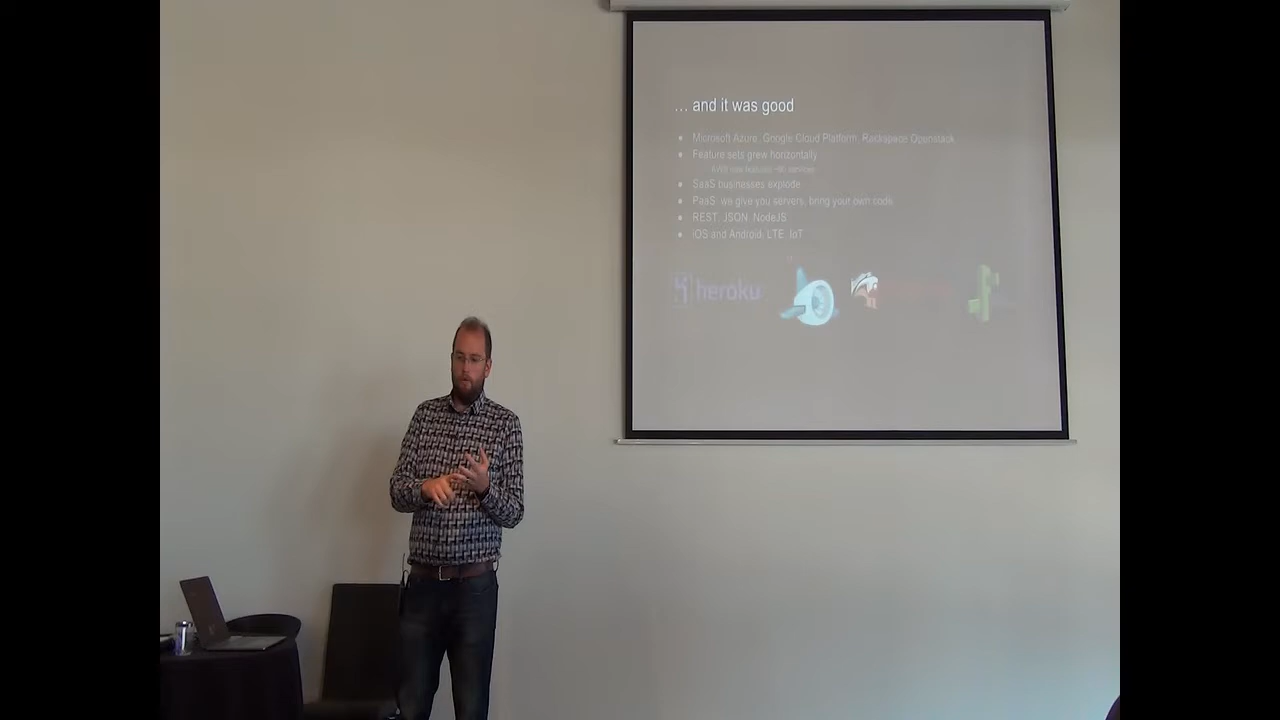 ... and it was good
● Microsoft Azure, Google Cloud Platform, Rackspace Openstack
● Feature sets grew horizontally
● SaaS businesses explode
● PaaS: we give you servers, bring your own code
● REST, JSON, NodeJS
● iOS and Android, LTE, IoT
heroku